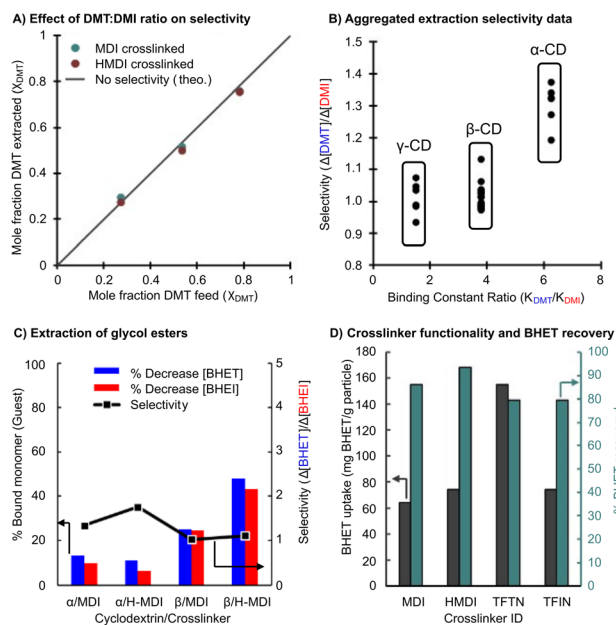 A) Effect of DMT:DMI ratio on selectivity
Mole fraction DMT extracted (XDMT)
1
0.8
0.6
0.4
0.2
0
MDI crosslinked
HMDI crosslinked
No selectivity (theo.)
0 0.2 0.4 0.6 0.8 1
Mole fraction DMT feed (XDMT)
B) Aggregated extraction selectivity data
Selectivity (Δ[DMT]/Δ[DMI])
1.5
1.4
1.3
1.2
1.1
1.0
0.9
0.8
γ-CD
β-CD
α-CD
0 2 4 6 8
Binding Constant Ratio (KDMT/KDMI)
C) Extraction of glycol esters
% Bound monomer (Guest)
100
80
60
40
20
0
% Decrease [BHET]
% Decrease [BHEI]
Selectivity
5
4
3
2
1
0
Selectivity (Δ[BHET]/Δ[BHEI]
α/MDI α/H-MDI β/MDI β/H-MDI
Cyclodextrin/Crosslinker
D) Crosslinker functionality and BHET recovery
BHET uptake (mg BHET/g particle)
180
160
140
120
100
80
60
40
20
0
100
90
80
70
60
50
40
30
20
10
0
MDI HMDI TFTN TFIN
Crosslinker ID